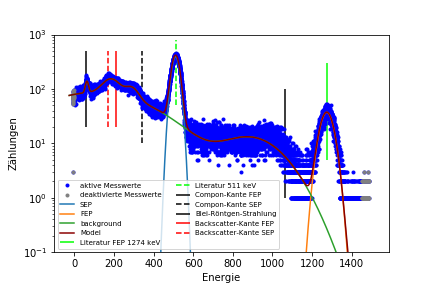 10³
10²
10¹
10⁰
10⁻¹
Zählungen
0
200
400
600
800
1000
1200
1400
Energie
aktive Messwerte
deaktivierte Messwerte
SEP
FEP
background
Model
Literatur FEP 1274 keV
Literatur 511 keV
Compon-Kante FEP
Compon-Kante SEP
Blei-Röntgen-Strahlung
Backscatter-Kante FEP
Backscatter-Kante SEP